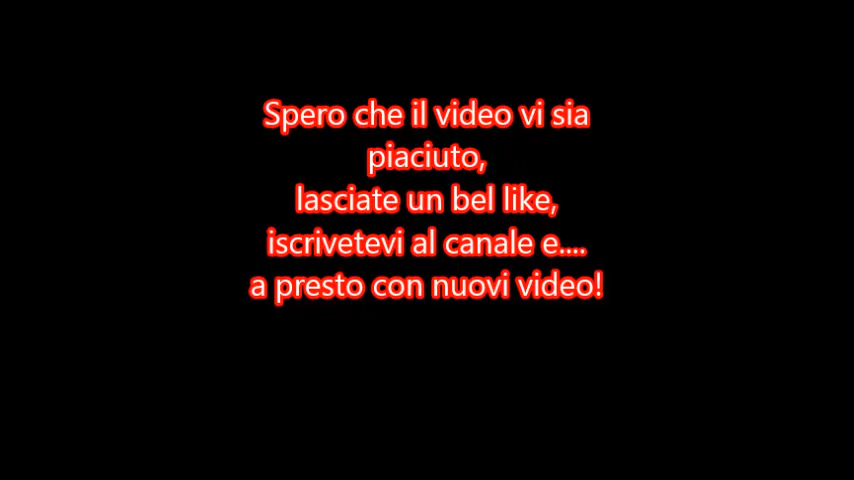 Spero che il video vi sia
piaciuto,
lasciate un bel like,
iscrivetevi al canale e....
a presto con nuovi video!